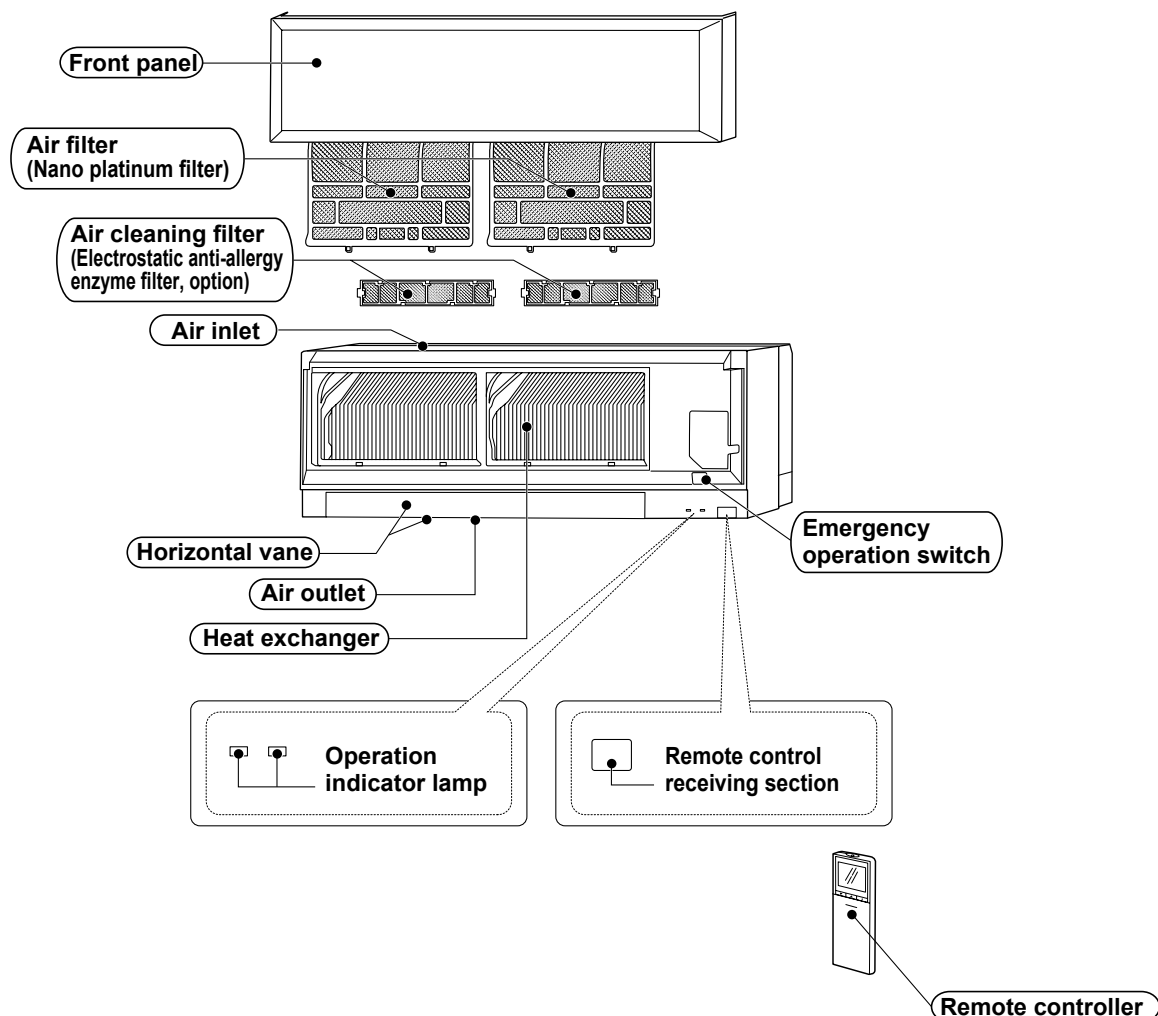 Front panel
Air filter
(Nano platinum filter)
Air cleaning filter
(Electrostatic anti-allergy
enzyme filter, option)
Air inlet
Horizontal vane
Air outlet
Heat exchanger
Emergency
operation switch
Operation
indicator lamp
Remote control
receiving section
Remote controller